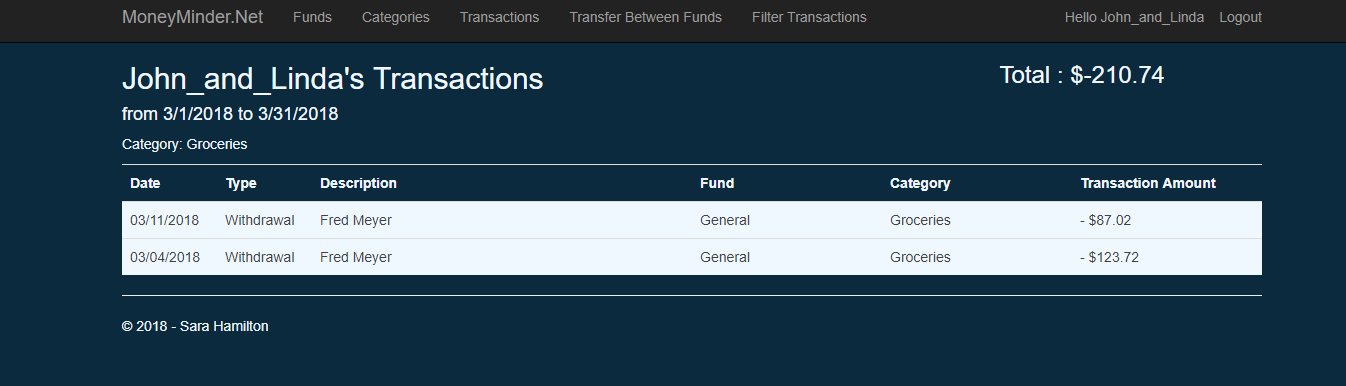 MoneyMinder.Net Funds Categories Transactions Transfer Between Funds Filter Transactions Hello John_and_Linda Logout
John_and_Linda's Transactions Total : $-210.74
from 3/1/2018 to 3/31/2018
Category: Groceries
Date Type Description Fund Category Transaction Amount
03/11/2018 Withdrawal Fred Meyer General Groceries - $87.02
03/04/2018 Withdrawal Fred Meyer General Groceries - $123.72
© 2018 - Sara Hamilton